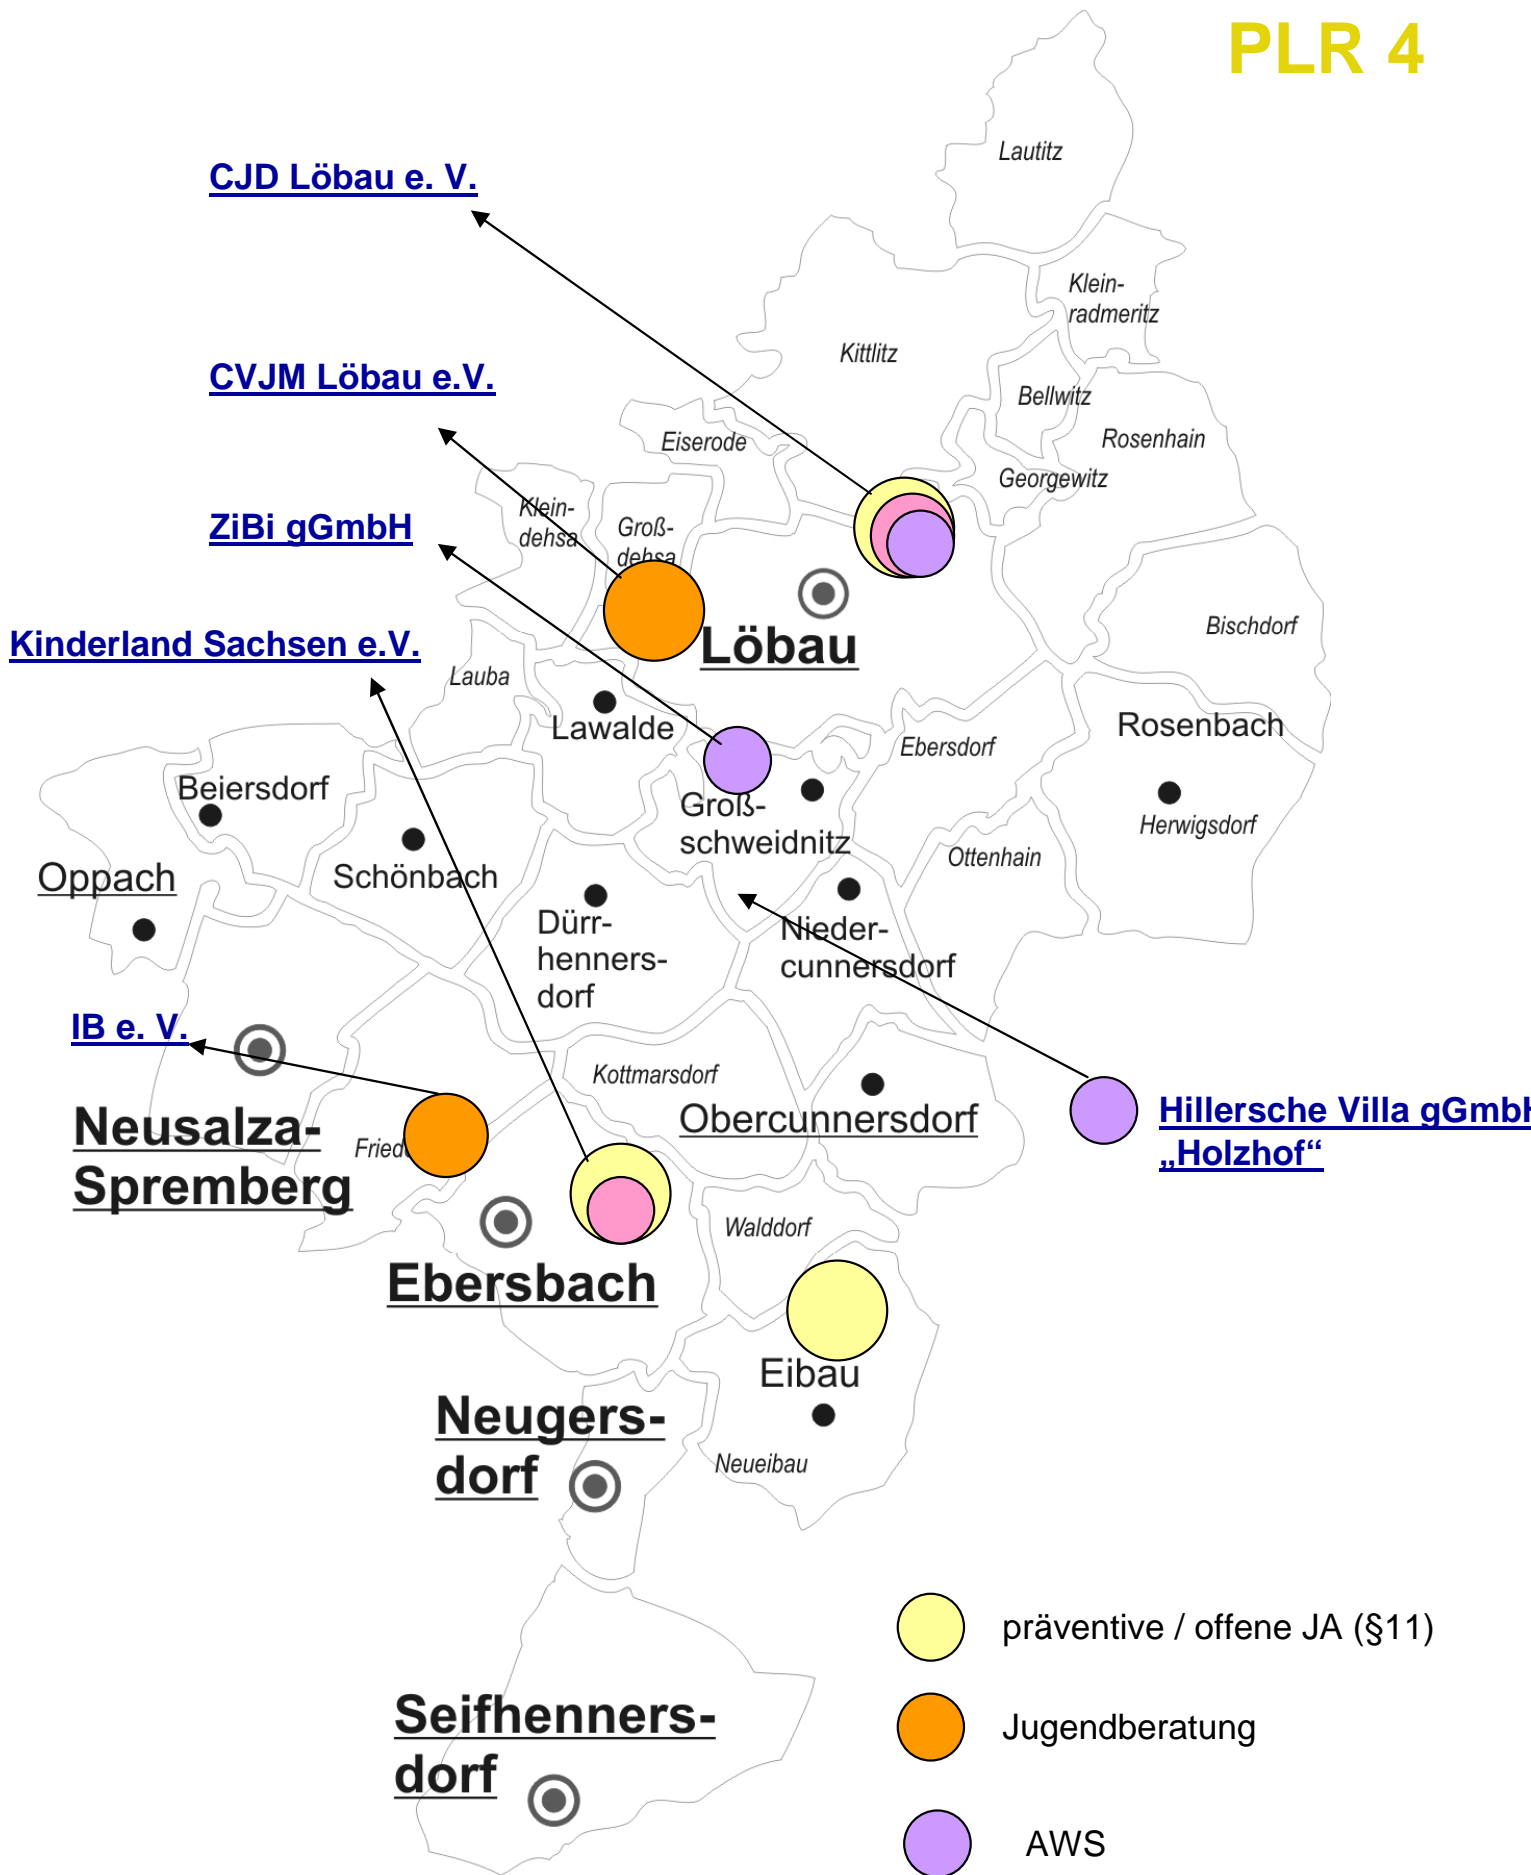 PLR 4
Lautitz
CJD Löbau e. V.
Klein-
radmeritz
Kittlitz
CVJM Löbau e.V.
Bellwitz
Eiserode
Rosenhain
Georgewitz
Klein-
dehsa
Groß-
dehsa
ZiBi gGmbH
Bischdorf
Kinderland Sachsen e.V.
Löbau
Lauba
Lawalde
Rosenbach
Ebersdorf
Beiersdorf
Groß-
schweidnitz
Herwigsdorf
Oppach
Schönbach
Ottenhain
Dürr-
henners-
dorf
Nieder-
cunnersdorf
IB e. V.
Kottmarsdorf
Obercunnersdorf
Hillersche Villa gGmbH
„Holzhof“
Neusalza-
Spremberg
Fried
Walddorf
Ebersbach
Eibau
Neugers-
dorf
Neueibau
präventive / offene JA (§11)
Seifhenners-
dorf
Jugendberatung
AWS